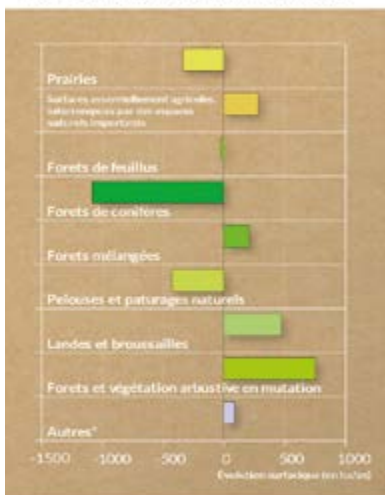 Prairies
Surfaces essentiellement agricoles,
interrompues par des espaces
naturels importants
Forets de feuillus
Forets de conifères
Forets mélangées
Pelouses et paturages naturels
Landes et broussailles
Forets et végétation arbustive en mutation
Autres*
-1500 -1000 -500 0 500 1000
Évolution surfacique (en ha/an)